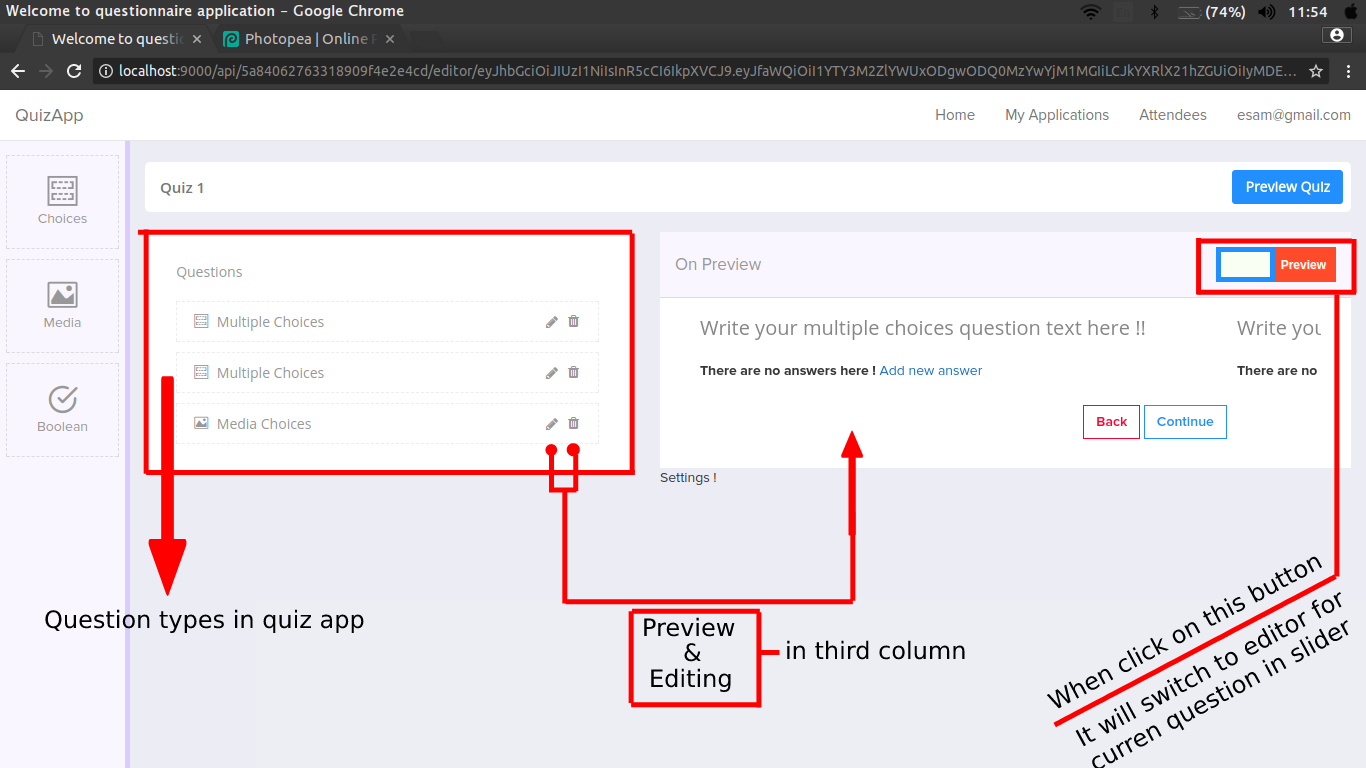 Welcome to questionnaire application - Google Chrome
(74%) 11:54
Welcome to questi
Photopea | Online
localhost:9000/api/5a84062763318909f4e2e4cd/editor/
QuizApp
Home My Applications Attendees esam@gmail.com
Choices
Media
Boolean
Quiz 1
Preview Quiz
Questions
Multiple Choices
Multiple Choices
Media Choices
On Preview
Preview
Write your multiple choices question text here !!
There are no answers here ! Add new answer
Write you
There are no
Back Continue
Settings !
Question types in quiz app
Preview
&
Editing
in third column
When click on this button
It will switch to editor for
curren question in slider